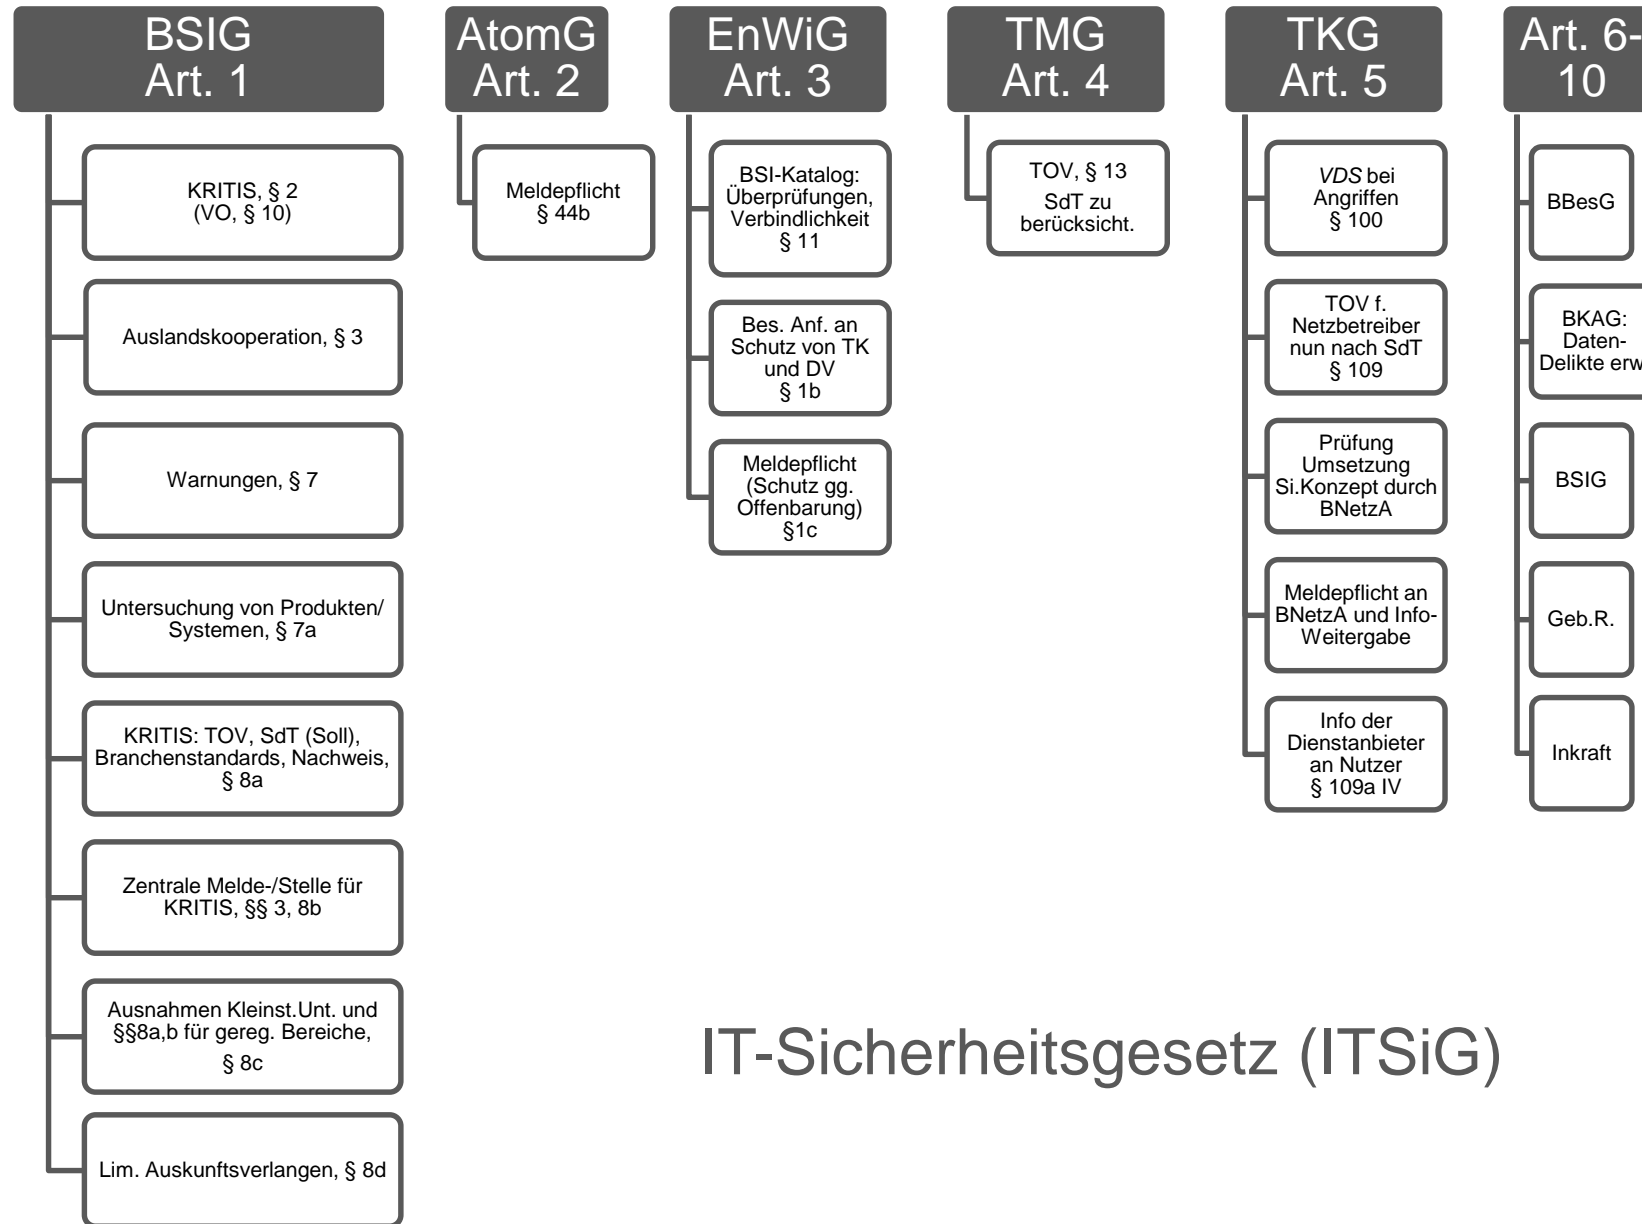 BSIG
Art. 1
KRITIS, § 2
(VO, § 10)
Auslandskooperation, § 3
Warnungen, § 7
Untersuchung von Produkten/
Systemen, § 7a
KRITIS: TOV, SdT (Soll),
Branchenstandards, Nachweis,
§ 8a
Zentrale Melde-/Stelle für
KRITIS, §§ 3, 8b
Ausnahmen Kleinst.Unt. und
§§8a,b für gereg. Bereiche,
§ 8c
Lim. Auskunftsverlangen, § 8d
AtomG
Art. 2
Meldepflicht
§ 44b
EnWiG
Art. 3
BSI-Katalog:
Überprüfungen,
Verbindlichkeit
§ 11
Bes. Anf. an
Schutz von TK
und DV
§ 1b
Meldepflicht
(Schutz gg.
Offenbarung)
§1c
TMG
Art. 4
TOV, § 13
SdT zu
berücksicht.
TKG
Art. 5
VDS bei
Angriffen
§ 100
TOV f.
Netzbetreiber
nun nach SdT
§ 109
Prüfung
Umsetzung
Si.Konzept durch
BNetzA
Meldepflicht an
BNetzA und Info-
Weitergabe
Info der
Dienstanbieter
an Nutzer
§ 109a IV
Art. 6-
10
BBesG
BKAG:
Daten-
Delikte erw
BSIG
Geb.R.
Inkraft
IT-Sicherheitsgesetz (ITSiG)